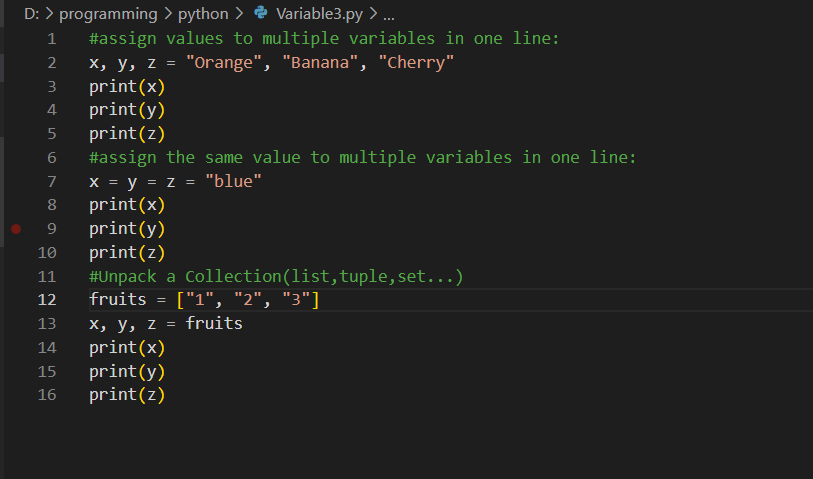 D: > programming > python > Variable3.py > ...
1 #assign values to multiple variables in one line:
2 x, y, z = "Orange", "Banana", "Cherry"
3 print(x)
4 print(y)
5 print(z)
6 #assign the same value to multiple variables in one line:
7 x = y = z = "blue"
8 print(x)
9 print(y)
10 print(z)
11 #Unpack a Collection(list,tuple,set...)
12 fruits = ["1", "2", "3"]
13 x, y, z = fruits
14 print(x)
15 print(y)
16 print(z)